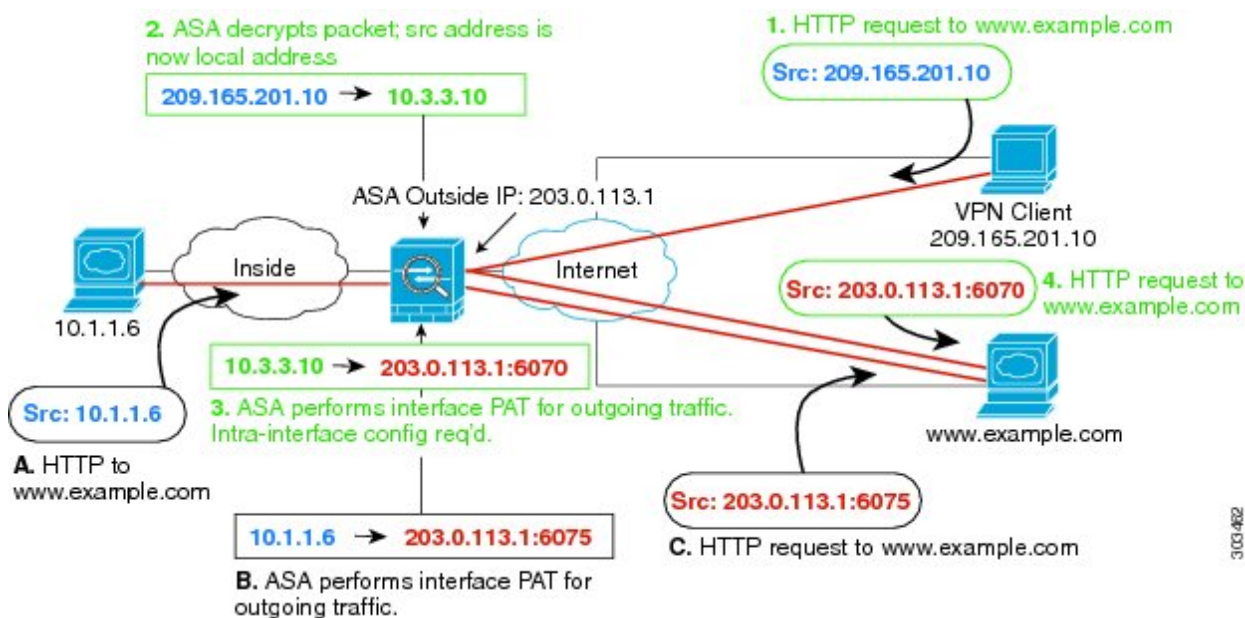 2. ASA decrypts packet; src address is
now local address
209.165.201.10 → 10.3.3.10
1. HTTP request to www.example.com
Src: 209.165.201.10
ASA Outside IP: 203.0.113.1
VPN Client
209.165.201.10
Inside
Internet
10.1.1.6
Src: 203.0.113.1:6070
4. HTTP request to
www.example.com
10.3.3.10 → 203.0.113.1:6070
3. ASA performs interface PAT for outgoing traffic.
Intra-interface config req'd.
Src: 10.1.1.6
A. HTTP to
www.example.com
www.example.com
Src: 203.0.113.1:6075
C. HTTP request to www.example.com
10.1.1.6 → 203.0.113.1:6075
B. ASA performs interface PAT for
outgoing traffic.
303462